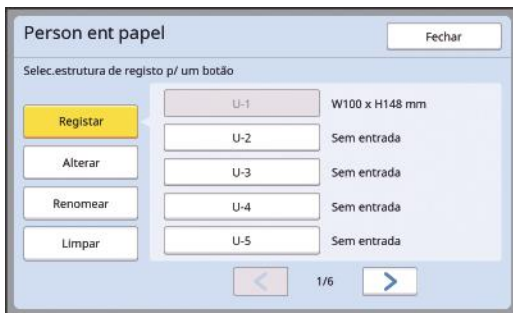 Person ent papel
Fechar
Selec.estrutura de registo p/ um botão
Registar
Alterar
Renomear
Limpar
U-1 W100 x H148 mm
U-2 Sem entrada
U-3 Sem entrada
U-4 Sem entrada
U-5 Sem entrada
< 1/6 >